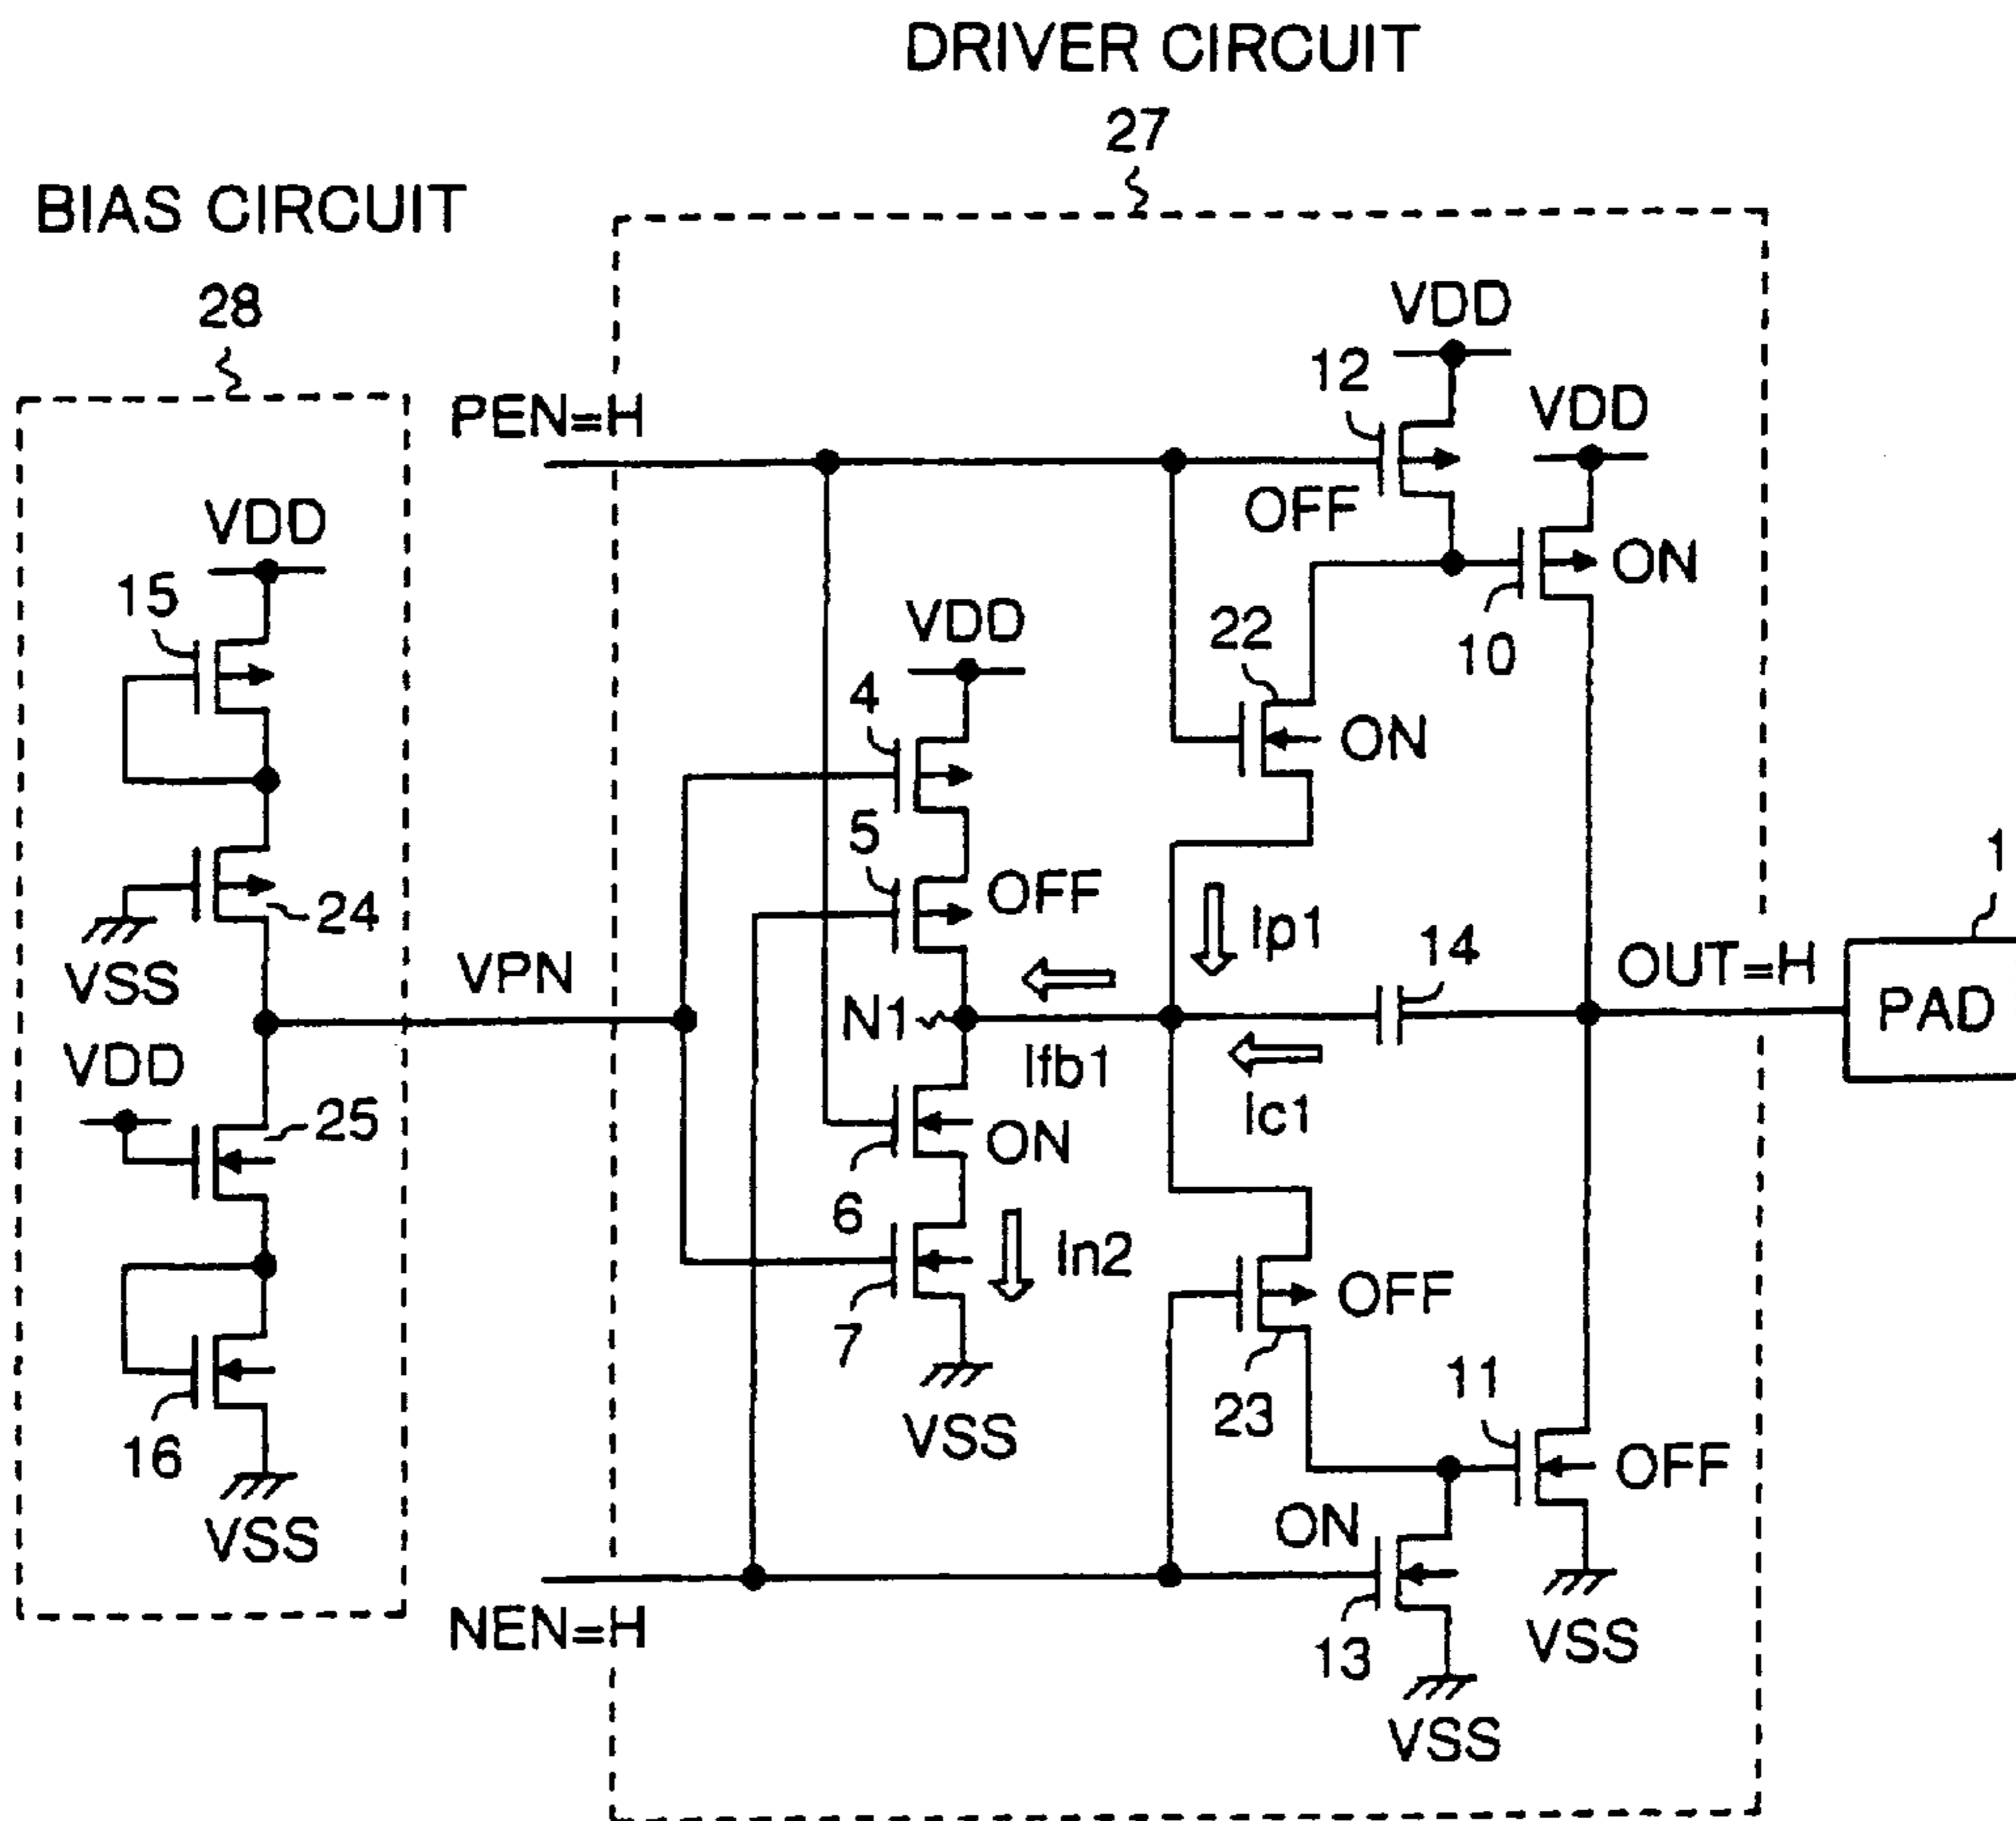 DRIVER CIRCUIT
27
BIAS CIRCUIT
28
VDD
12
VDD
PEN=H
OFF
VDD
ON
15
VDD
22
10
4
ON
5
OFF
24
Ip1
14
1
VSS
VPN
OUT=H
N1
PAD
VDD
Ifb1
25
Ic1
ON
6
In2
OFF
7
23
11
16
VSS
OFF
ON
VSS
NEN=H
13
VSS
VSS